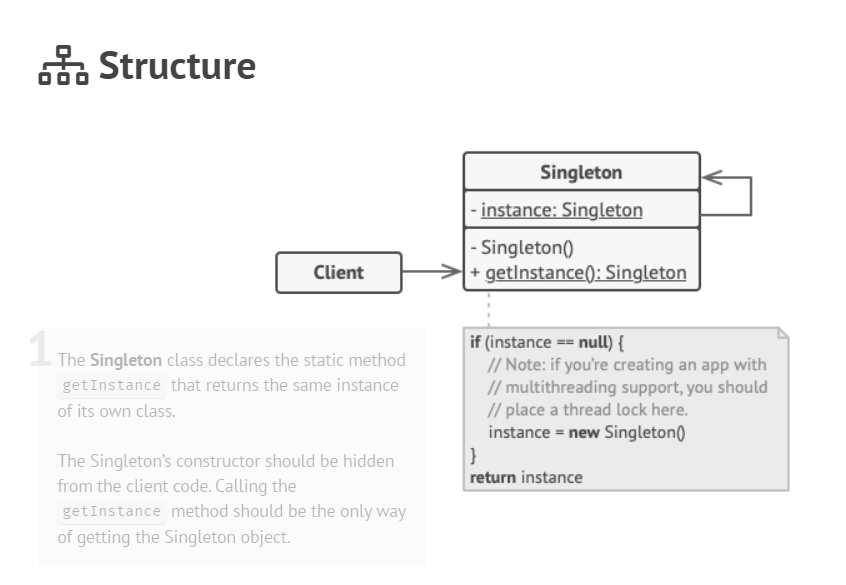 Structure
Singleton
- instance: Singleton
- Singleton()
+ getInstance(): Singleton
Client
1
The Singleton class declares the static method
getInstance that returns the same instance
of its own class.
The Singleton’s constructor should be hidden
from the client code. Calling the
getInstance method should be the only way
of getting the Singleton object.
if (instance == null) {
// Note: if you’re creating an app with
// multithreading support, you should
// place a thread lock here.
instance = new Singleton()
}
return instance